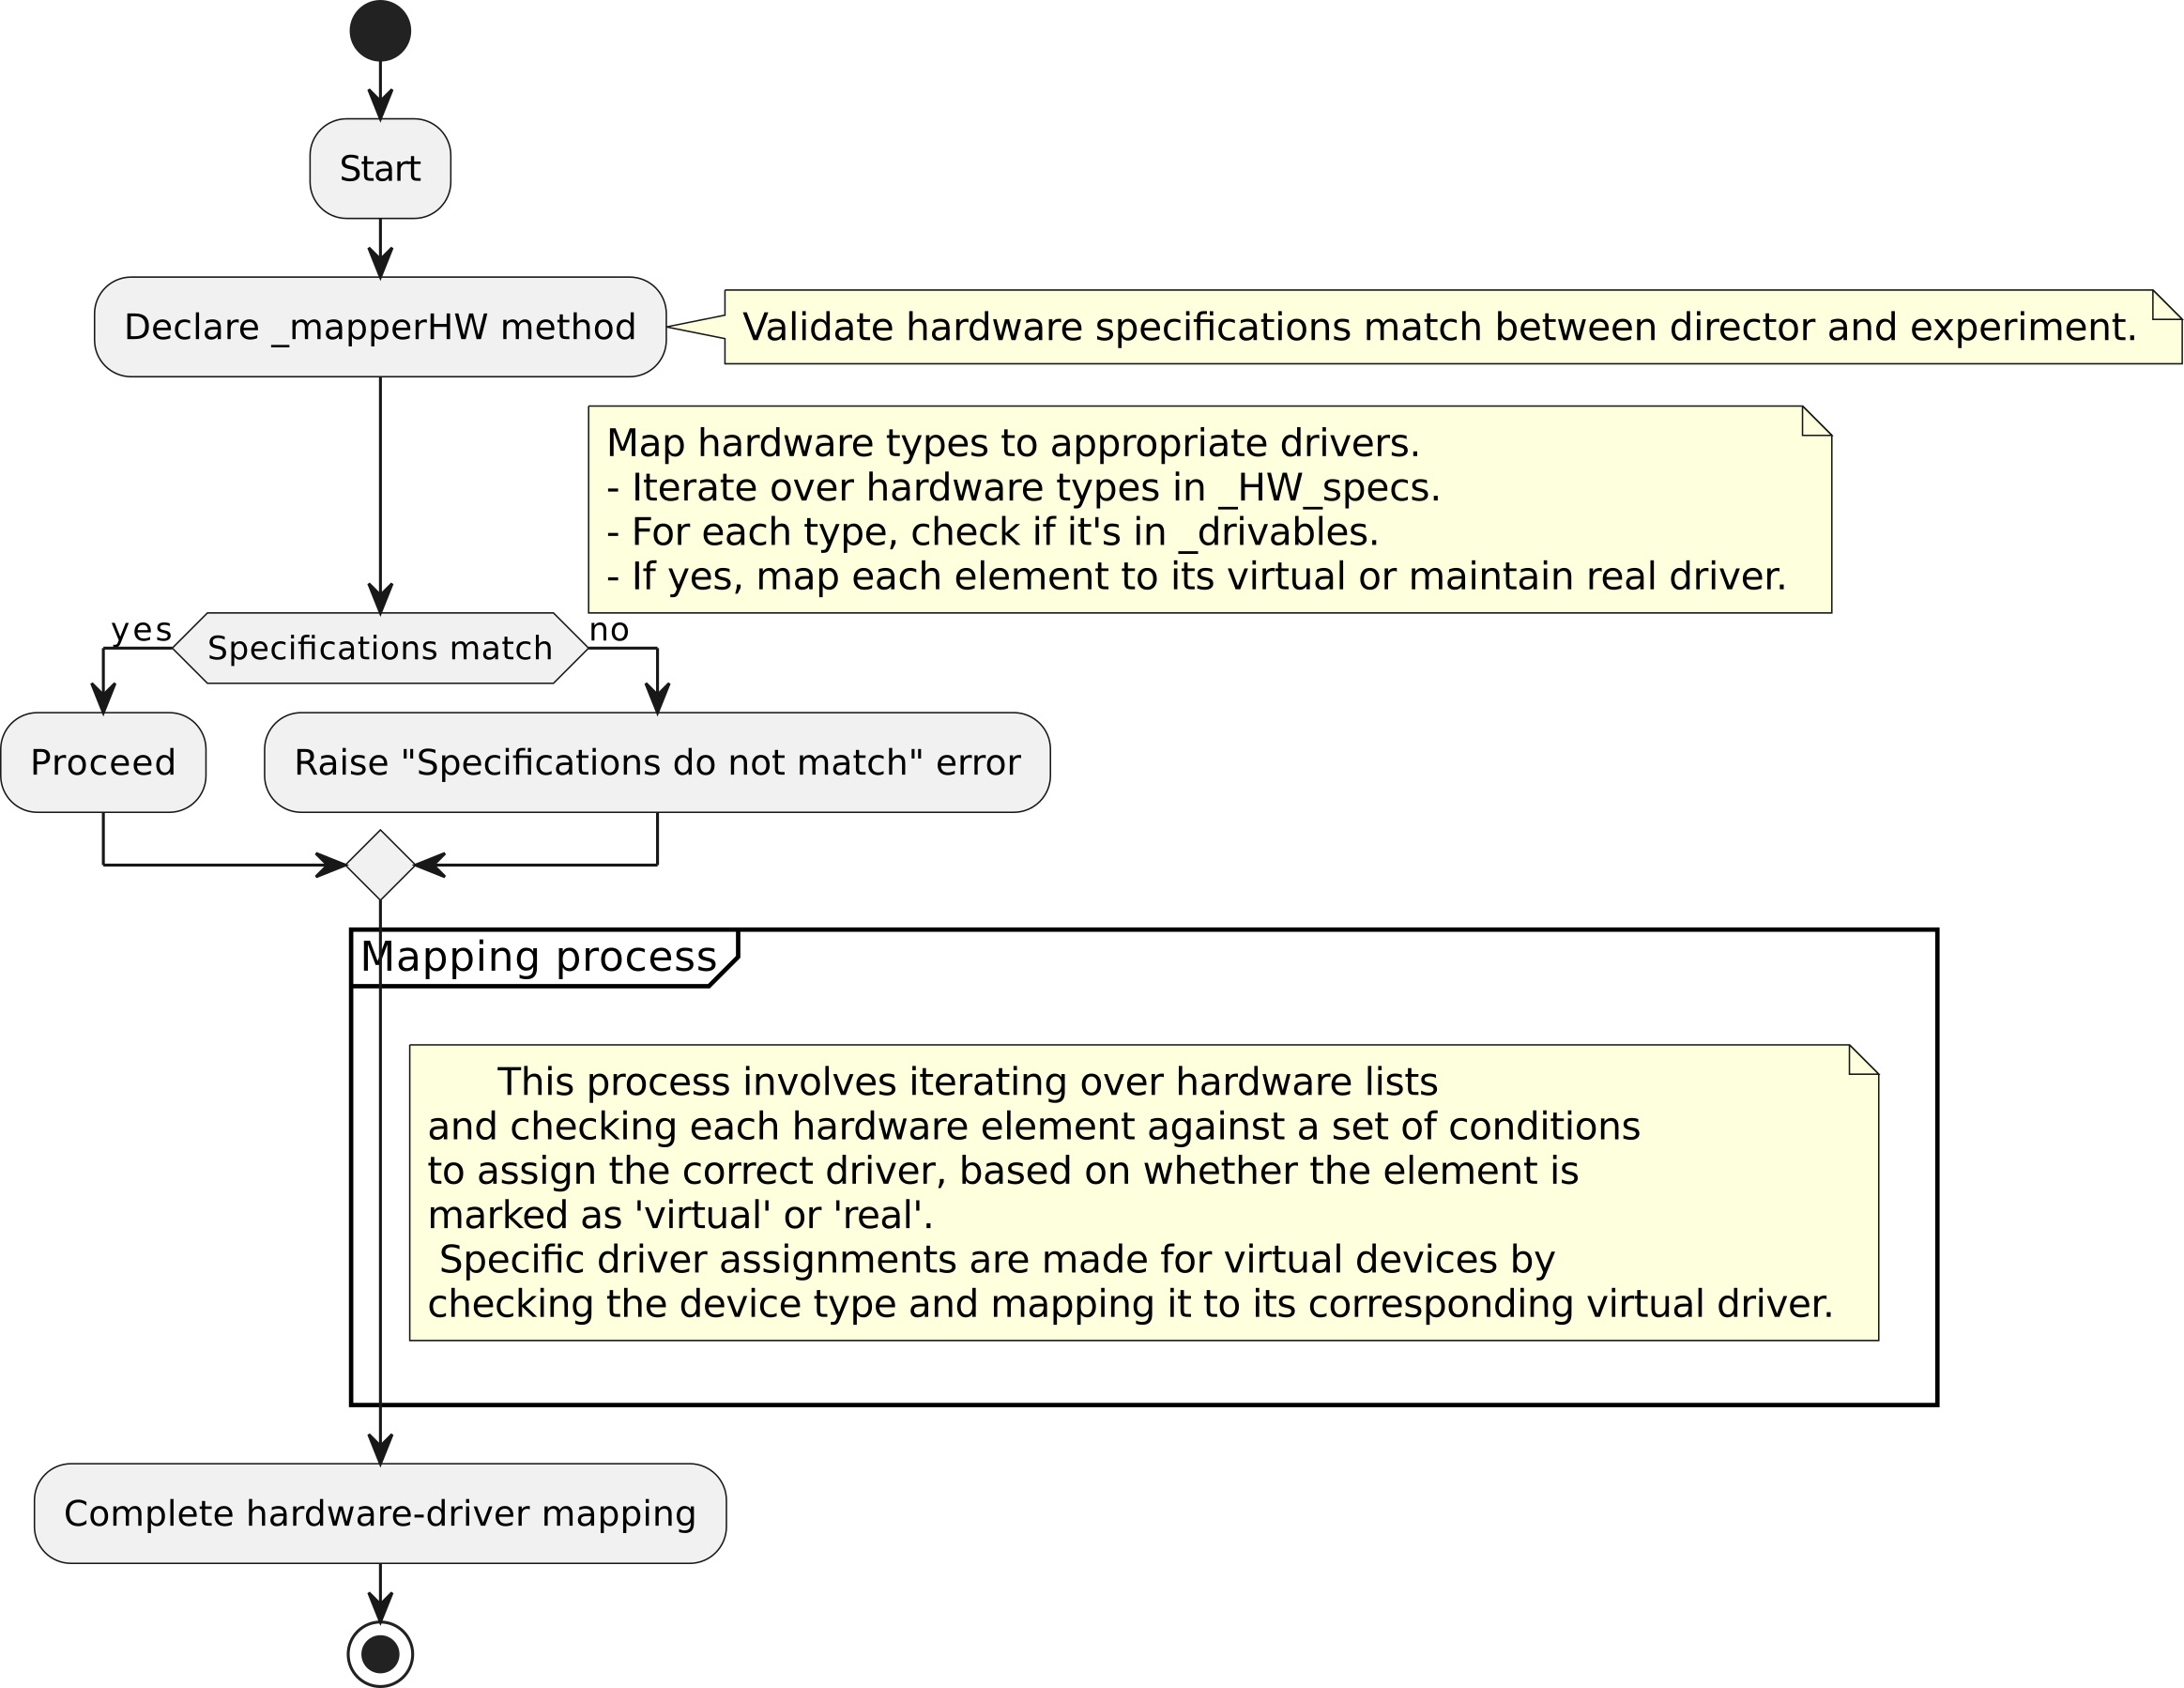 Start
Declare _mapperHW method
Validate hardware specifications match between director and experiment.
Map hardware types to appropriate drivers.
- Iterate over hardware types in _HW_specs.
- For each type, check if it's in _drivables.
- If yes, map each element to its virtual or maintain real driver.
yes
Specifications match
no
Proceed
Raise "Specifications do not match" error
Mapping process
This process involves iterating over hardware lists
and checking each hardware element against a set of conditions
to assign the correct driver, based on whether the element is
marked as 'virtual' or 'real'.
Specific driver assignments are made for virtual devices by
checking the device type and mapping it to its corresponding virtual driver.
Complete hardware-driver mapping